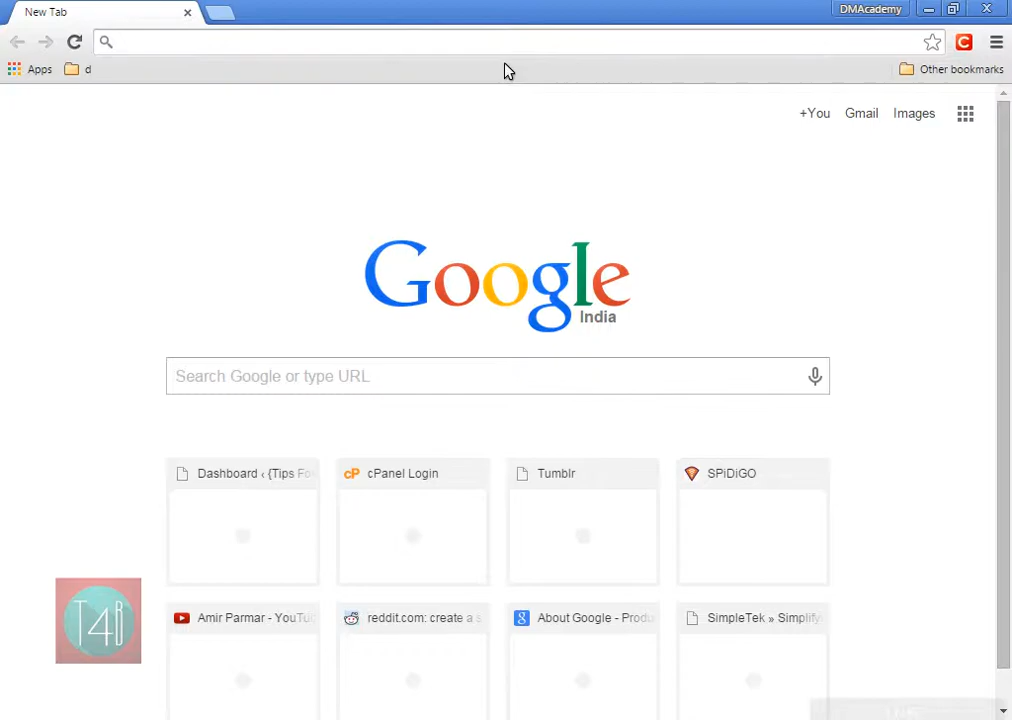 New Tab
DMAcademy
Apps
d
Other bookmarks
+You
Gmail
Images
Google
India
Search Google or type URL
Dashboard ‹ {Tips Fo
cPanel Login
Tumblr
SPiDiGO
Amir Parmar - YouTu
reddit.com: create a s
About Google - Produ
SimpleTek » Simplify
T4B